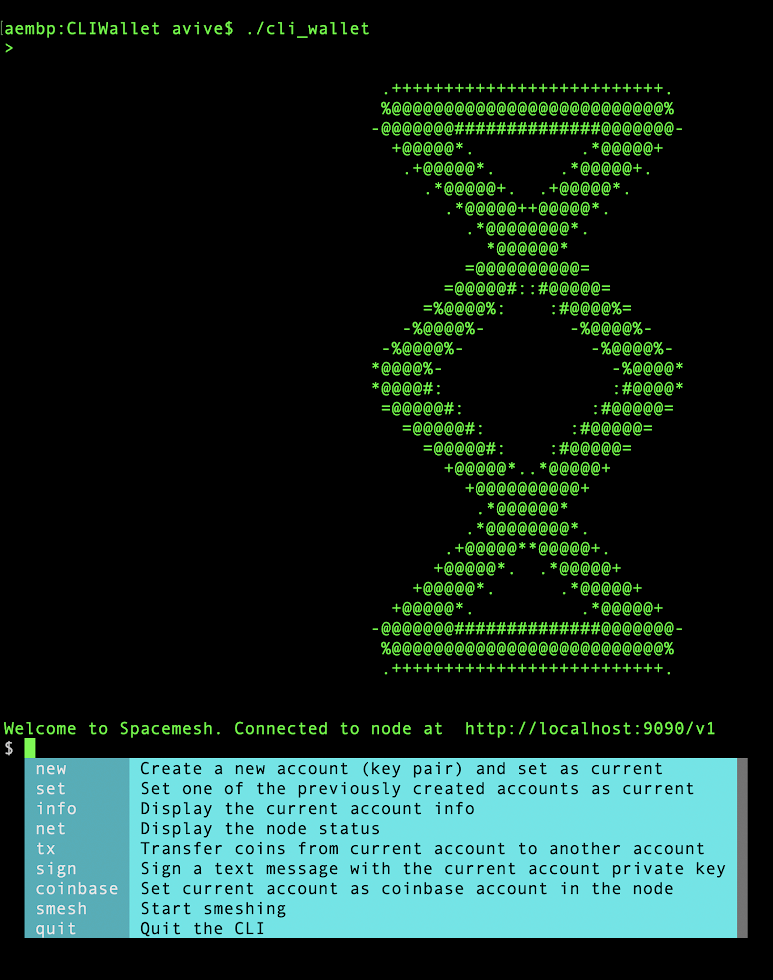 aembp:CLIWallet avive$ ./cli_wallet
>
.++++++++++++++++++++++++++.
%@@@@@@@@@@@@@@@@@@@@@@@@@@%
-@@@@@@@##############@@@@@@@-
+@@@@@*.           .*@@@@@+
.+@@@@@*.       .*@@@@@+.
.*@@@@@+.   .+@@@@@*.
.*@@@@@++@@@@@*.
.*@@@@@@@@*.
*@@@@@@*
=@@@@@@@@@@=
=@@@@@#::#@@@@@=
=%@@@@%:    :#@@@@%=
-%@@@@%-        -%@@@@%-
-%@@@@%-            -%@@@@%-
*@@@@%-                -%@@@@*
*@@@@#:                :#@@@@*
=@@@@@#:            :#@@@@@=
=@@@@@#:        :#@@@@@=
=@@@@@#:    :#@@@@@=
+@@@@@*..*@@@@@+
+@@@@@@@@@@+
.*@@@@@@*
.*@@@@@@@@*.
.+@@@@@**@@@@@+.
+@@@@@*.  .*@@@@@+
+@@@@@*.      .*@@@@@+
+@@@@@*.          .*@@@@@+
-@@@@@@@##############@@@@@@@-
%@@@@@@@@@@@@@@@@@@@@@@@@@@%
.++++++++++++++++++++++++++.
Welcome to Spacemesh. Connected to node at  http://localhost:9090/v1
$
new Create a new account (key pair) and set as current
set Set one of the previously created accounts as current
info Display the current account info
net Display the node status
tx Transfer coins from current account to another account
sign Sign a text message with the current account private key
coinbase Set current account as coinbase account in the node
smesh Start smeshing
quit Quit the CLI